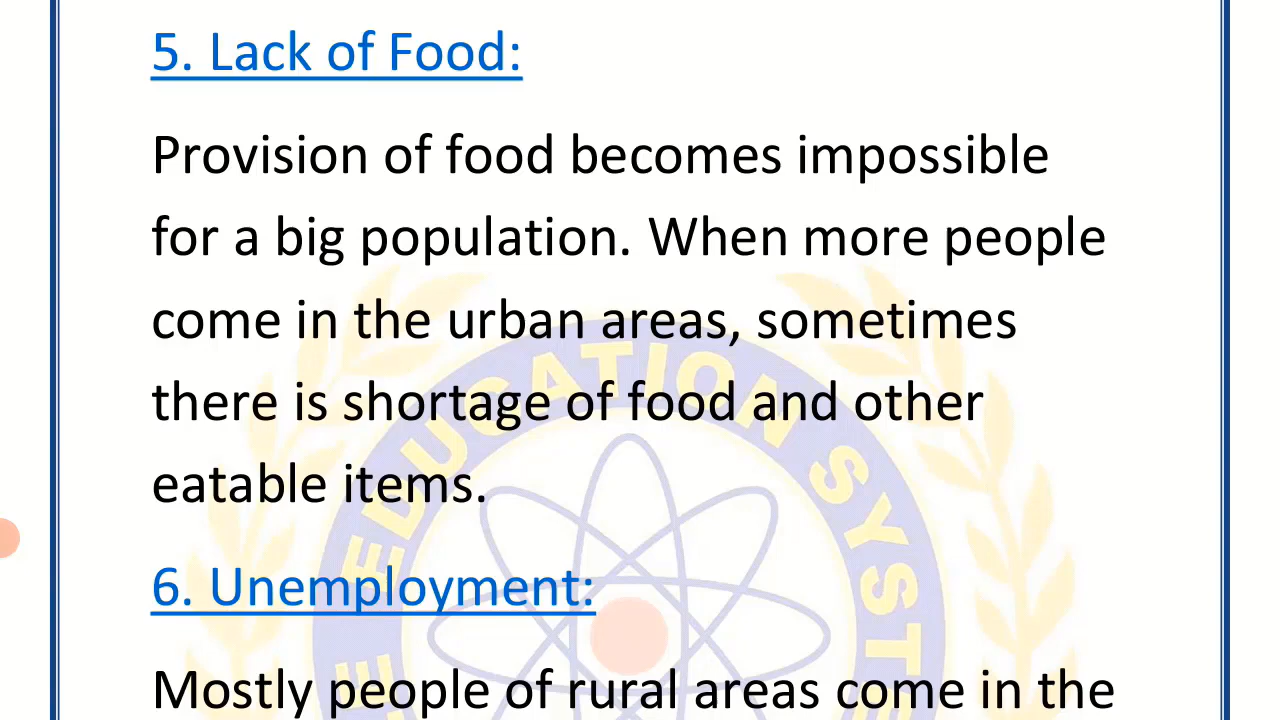 5. Lack of Food:
Provision of food becomes impossible
for a big population. When more people
come in the urban areas, sometimes
there is shortage of food and other
eatable items.
6. Unemployment:
Mostly people of rural areas come in the
EDUCATION SYSTE